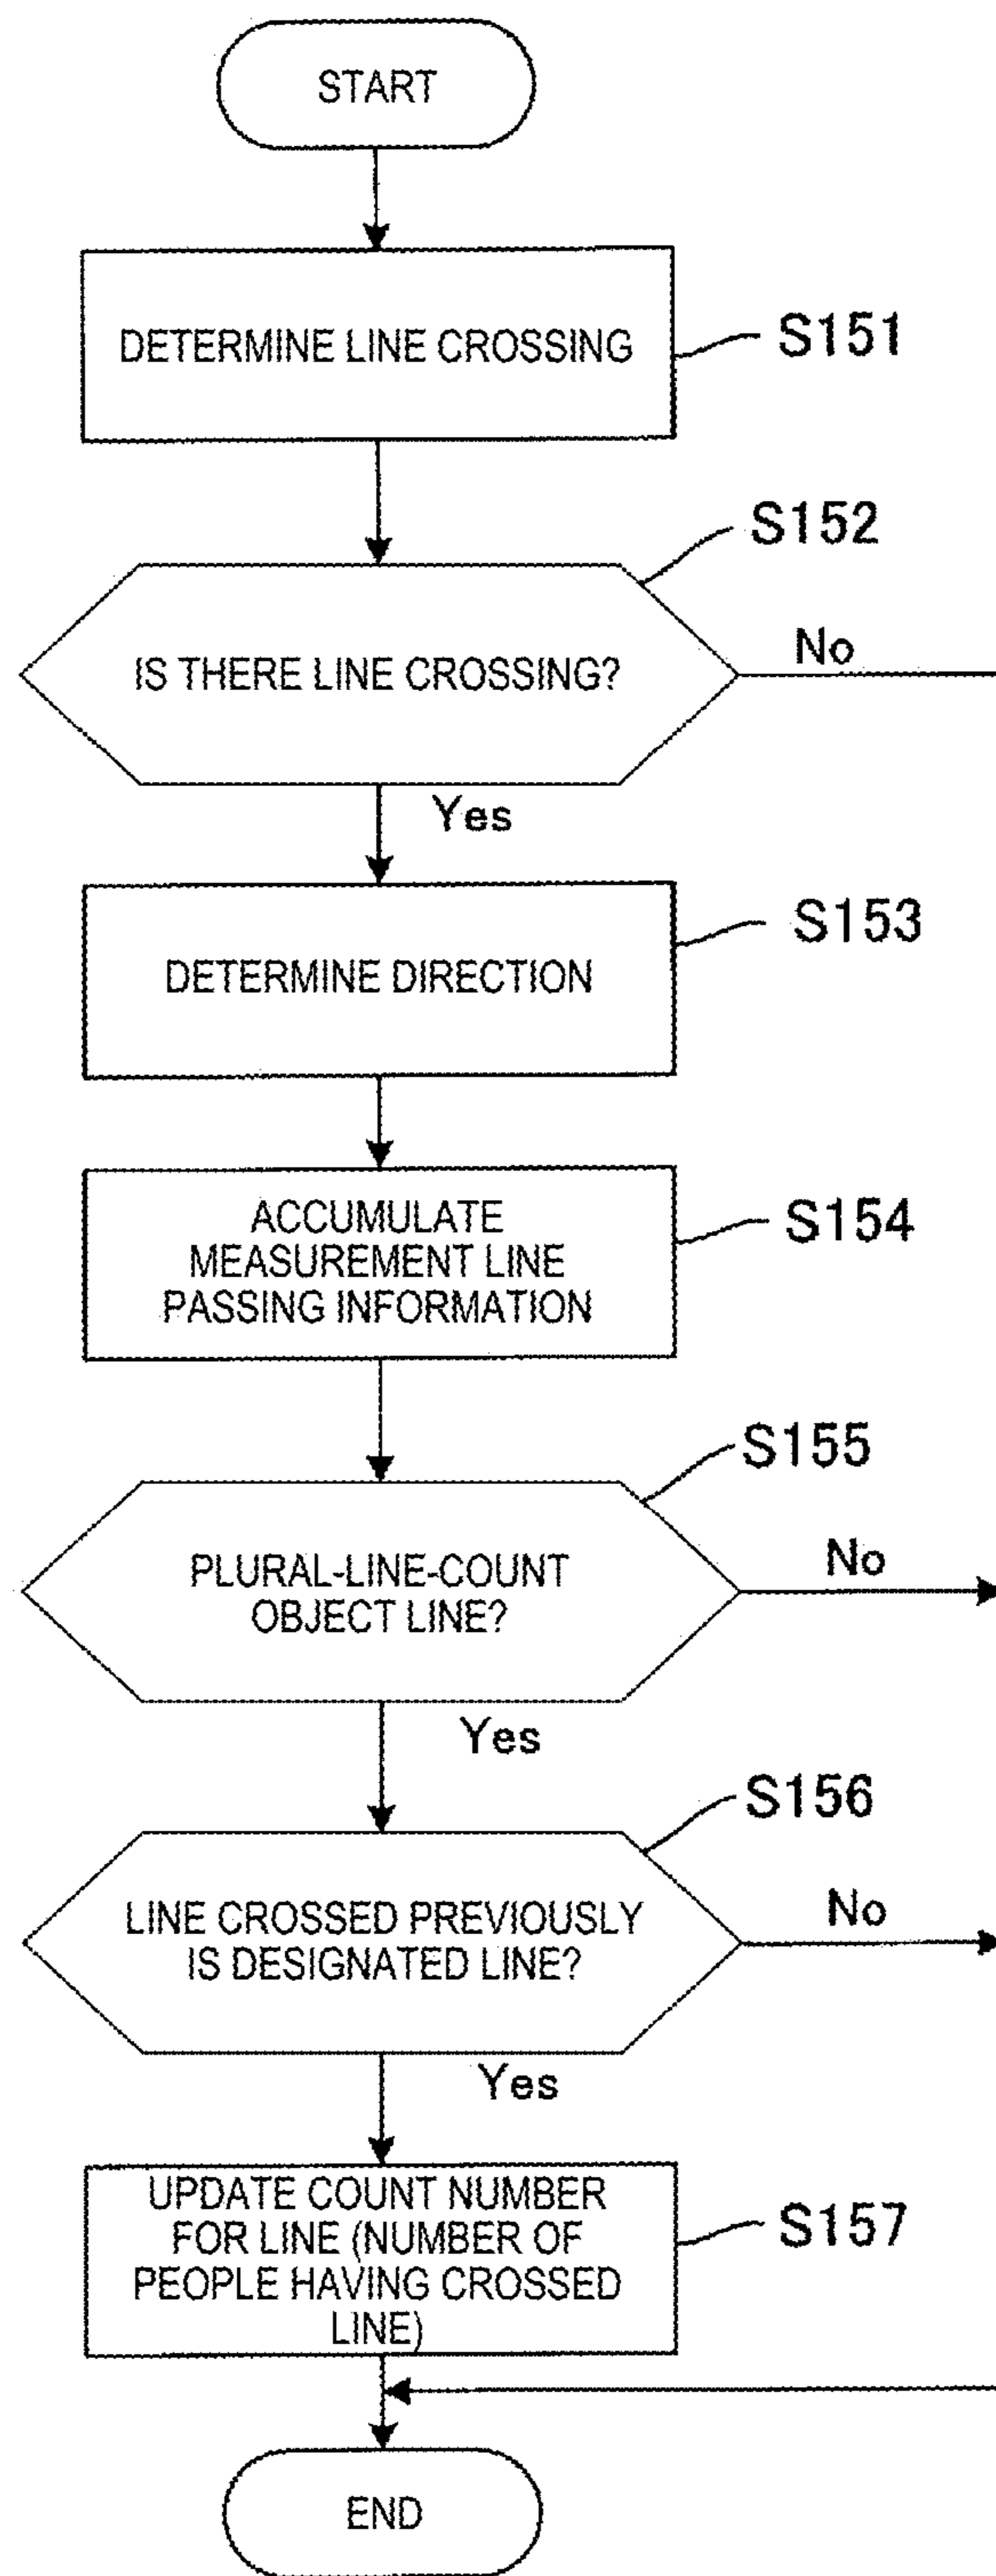 START
DETERMINE LINE CROSSING
S151
S152
IS THERE LINE CROSSING?
No
Yes
S153
DETERMINE DIRECTION
S154
ACCUMULATE
MEASUREMENT LINE
PASSING INFORMATION
S155
PLURAL-LINE-COUNT
OBJECT LINE?
No
Yes
S156
LINE CROSSED PREVIOUSLY
IS DESIGNATED LINE?
No
Yes
UPDATE COUNT NUMBER
FOR LINE (NUMBER OF
PEOPLE HAVING CROSSED
LINE)
S157
END